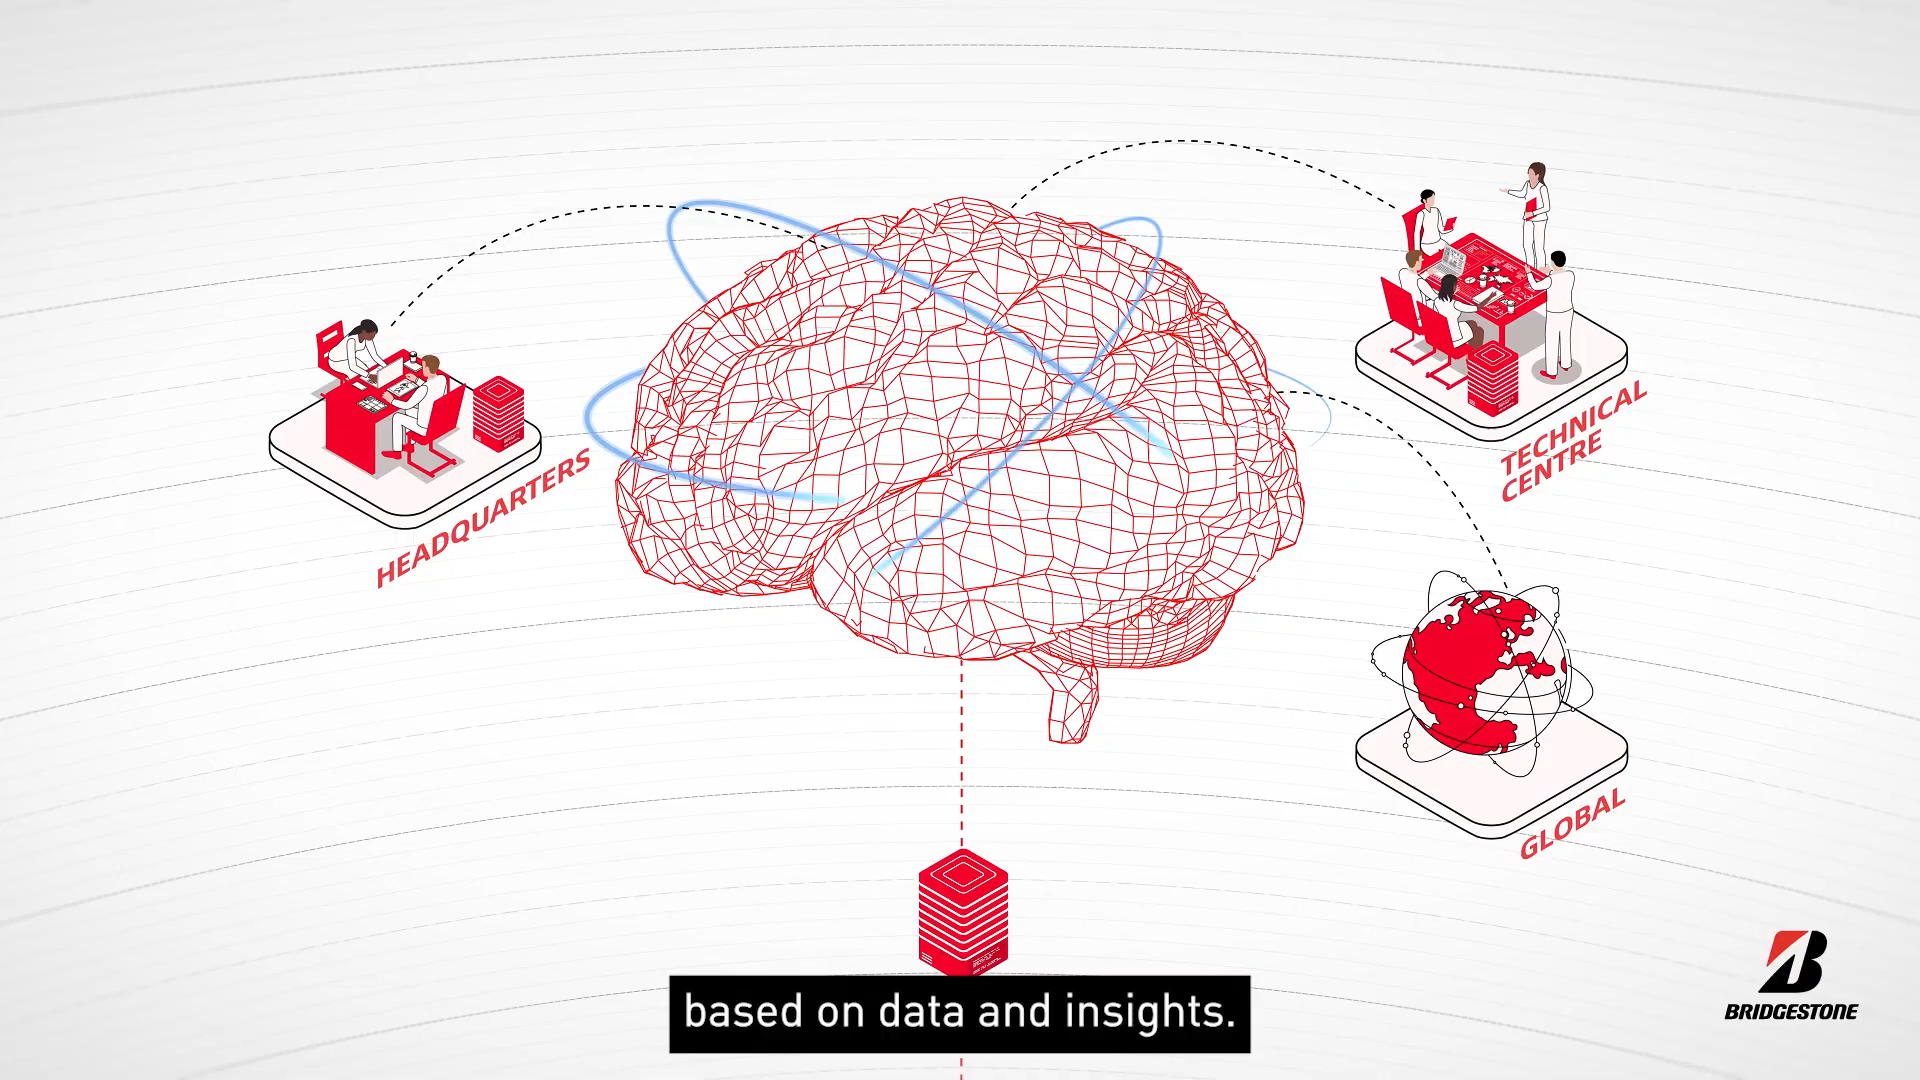 HEADQUARTERS
TECHNICAL
CENTRE
GLOBAL
based on data and insights.
BRIDGESTONE